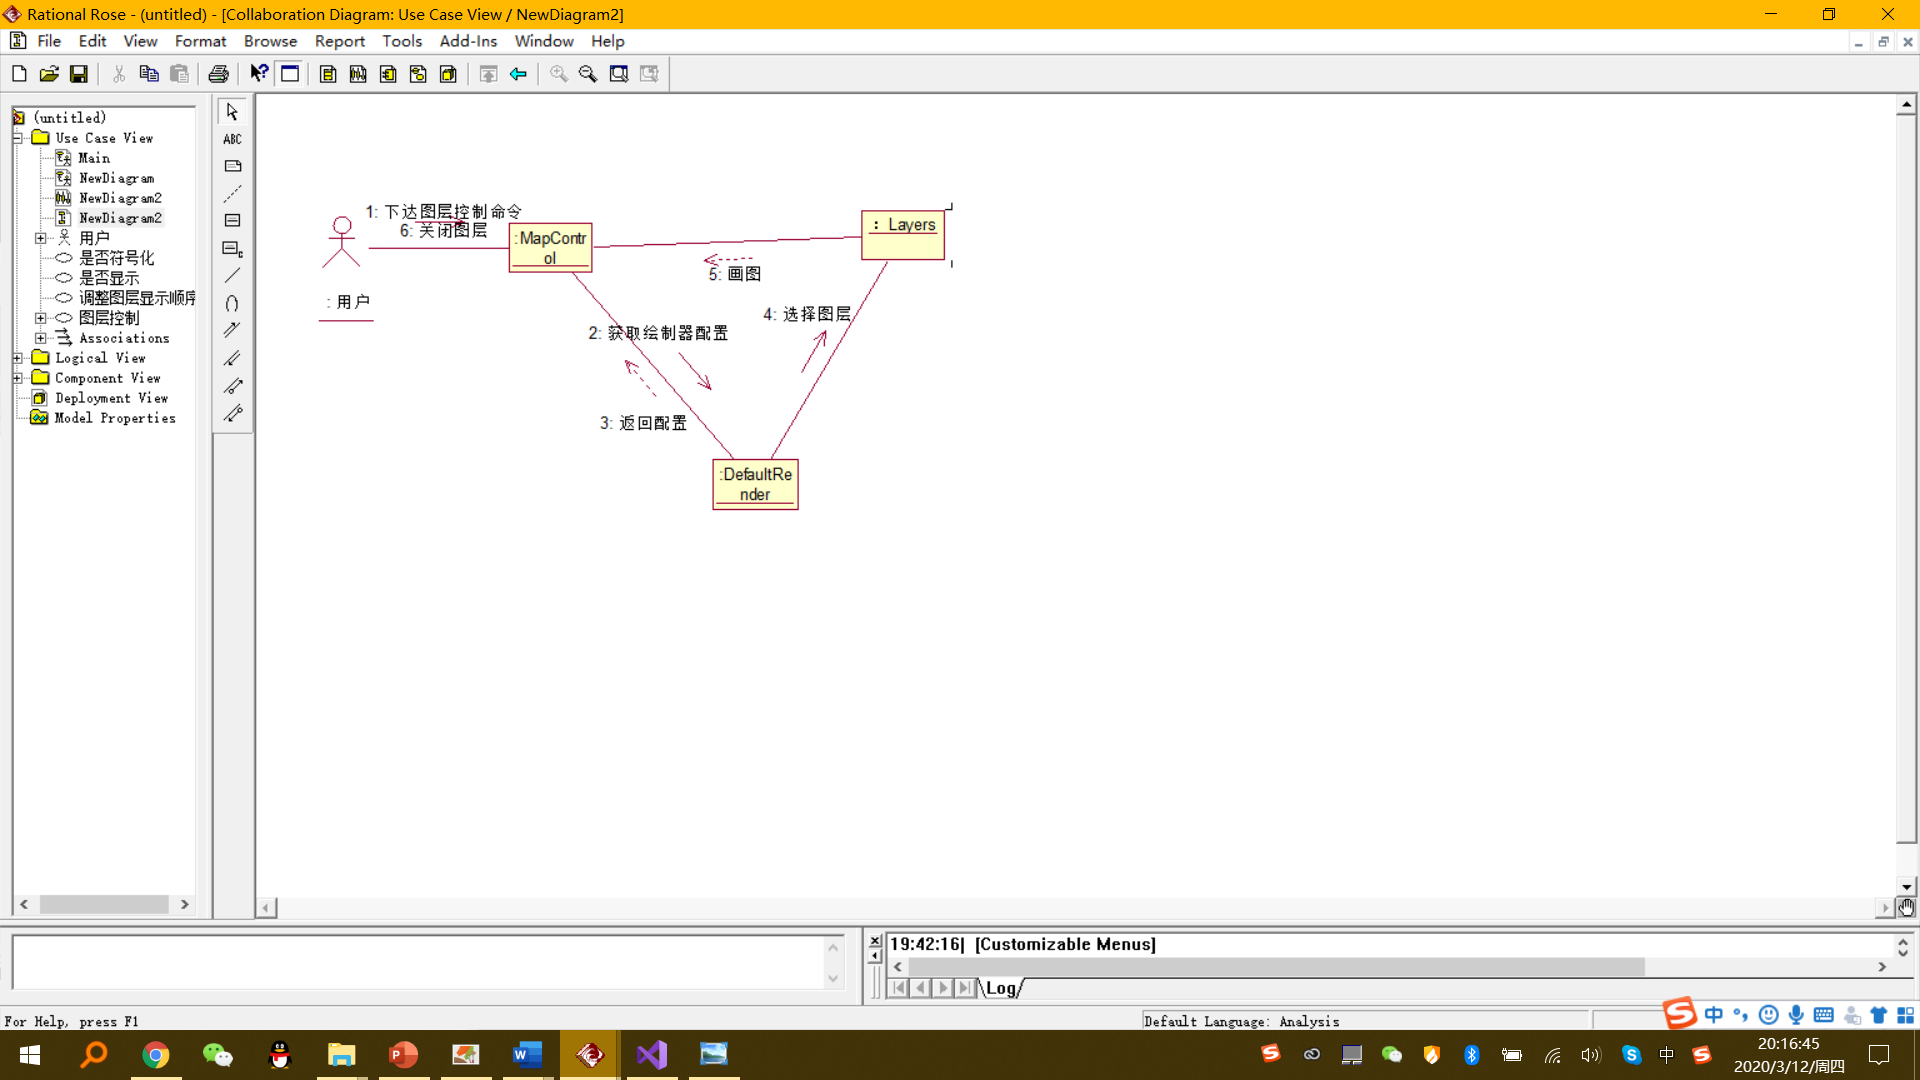 Rational Rose - (untitled) - [Collaboration Diagram: Use Case View / NewDiagram2]
File Edit View Format Browse Report Tools Add-Ins Window Help
ABC
(untitled)
Use Case View
Main
NewDiagram
NewDiagram2
NewDiagram2
用户
是否符号化
是否显示
调整图层显示顺序
图层控制
Associations
Logical View
Component View
Deployment View
Model Properties
1: 下达图层控制命令
6: 关闭图层
: 用户
:MapContr
ol
: Layers
5: 画图
4: 选择图层
2: 获取绘制器配置
3: 返回配置
:DefaultRe
nder
19:42:16| [Customizable Menus]
Log
For Help, press F1
Default Language: Analysis
中
中
20:16:45
2020/3/12/周四